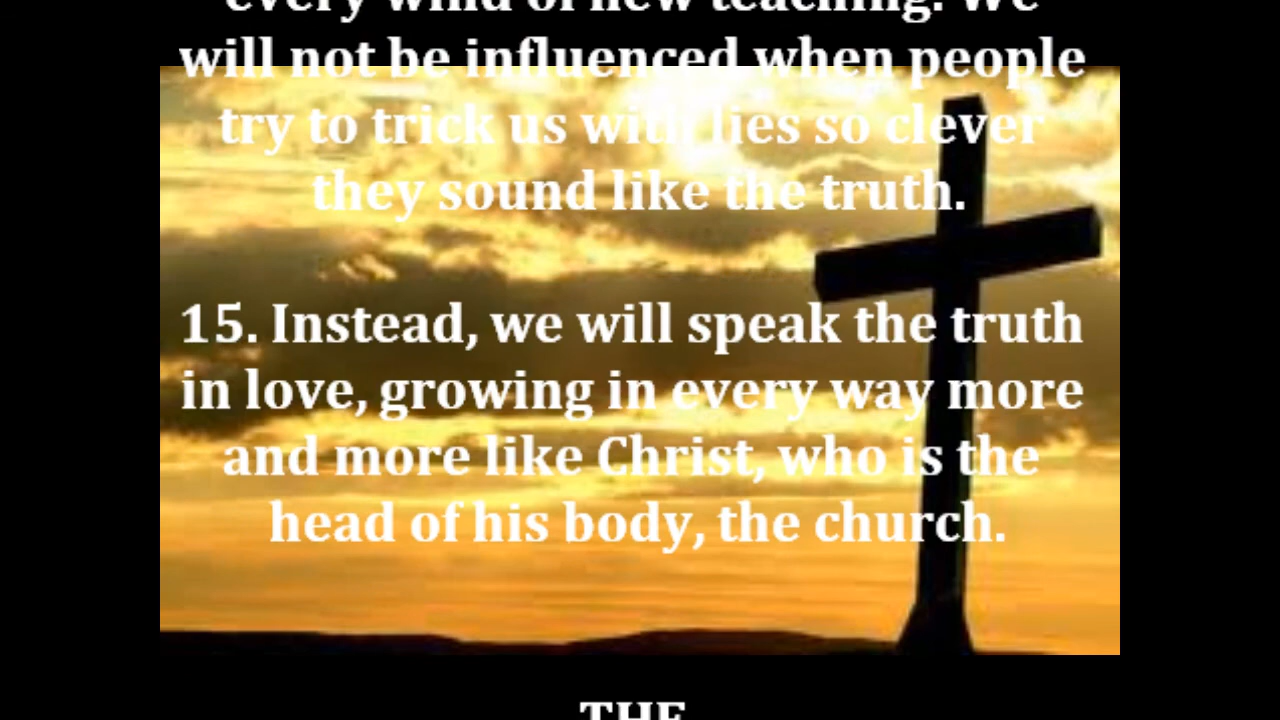 every wind of new teaching. We
will not be influenced when people
try to trick us with lies so clever
they sound like the truth.
15. Instead, we will speak the truth
in love, growing in every way more
and more like Christ, who is the
head of his body, the church.
THE